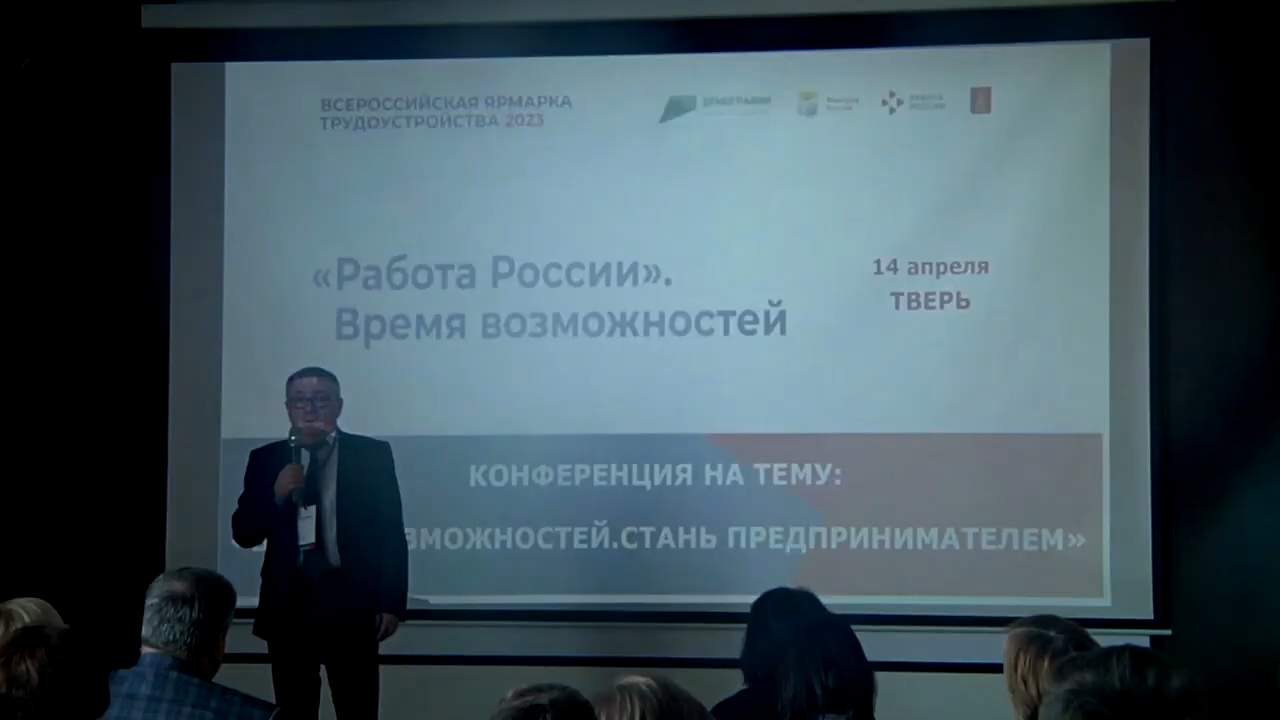 ВСЕРОССИЙСКАЯ ЯРМАРКА
ТРУДОУСТРОЙСТВА 2023
«Работа России».
Время возможностей
14 апреля
ТВЕРЬ
КОНФЕРЕНЦИЯ НА ТЕМУ:
ЗМОЖНОСТЕЙ.СТАНЬ ПРЕДПРИНИМАТЕЛЕМ»